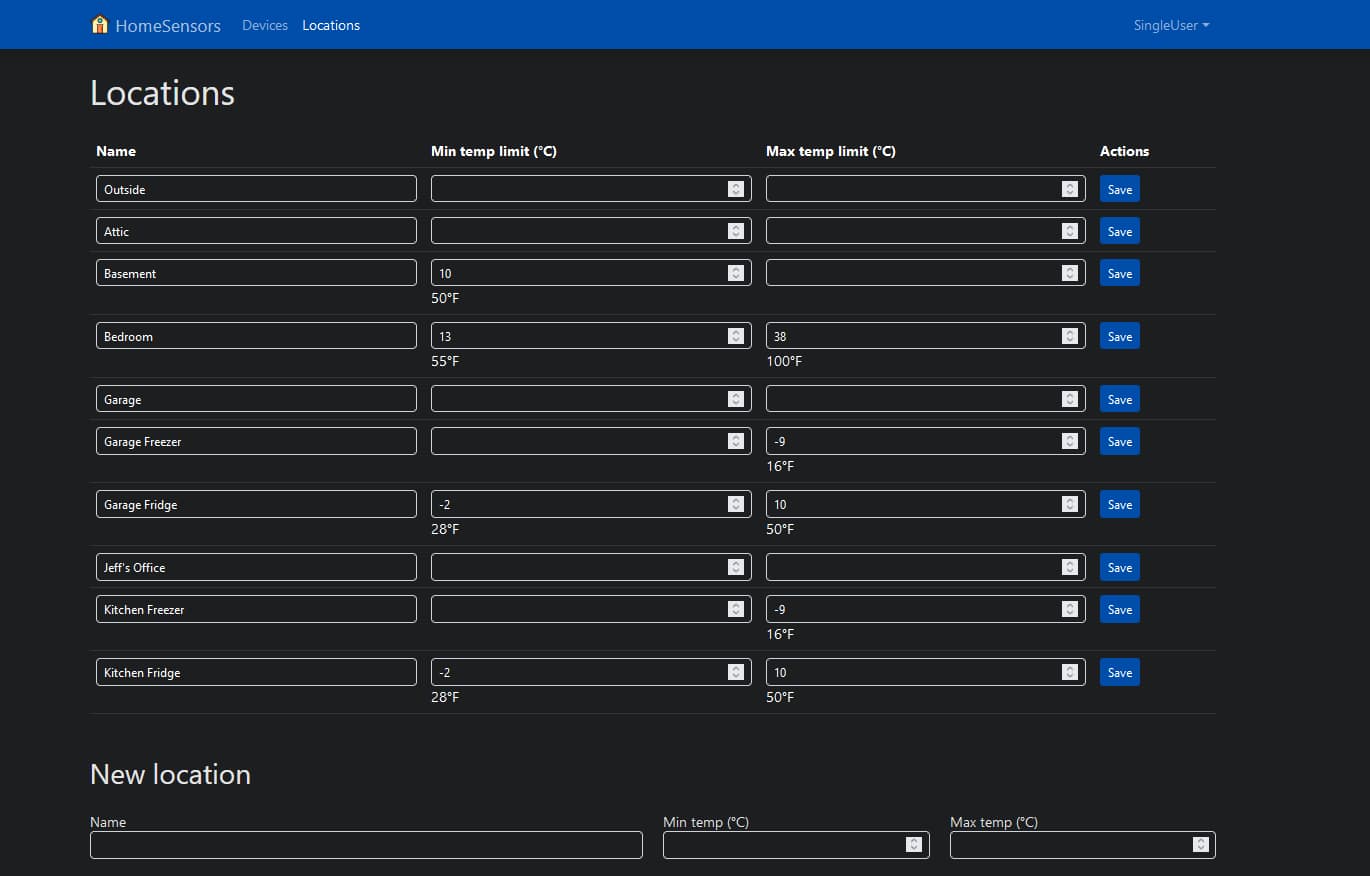 HomeSensors Devices Locations SingleUser
Locations
Name Min temp limit (°C) Max temp limit (°C) Actions
Outside Save
Attic Save
Basement 10 Save
50°F
Bedroom 13 38 Save
55°F 100°F
Garage Save
Garage Freezer -9 Save
16°F
Garage Fridge -2 10 Save
28°F 50°F
Jeff's Office Save
Kitchen Freezer -9 Save
16°F
Kitchen Fridge -2 10 Save
28°F 50°F
New location
Name Min temp (°C) Max temp (°C)